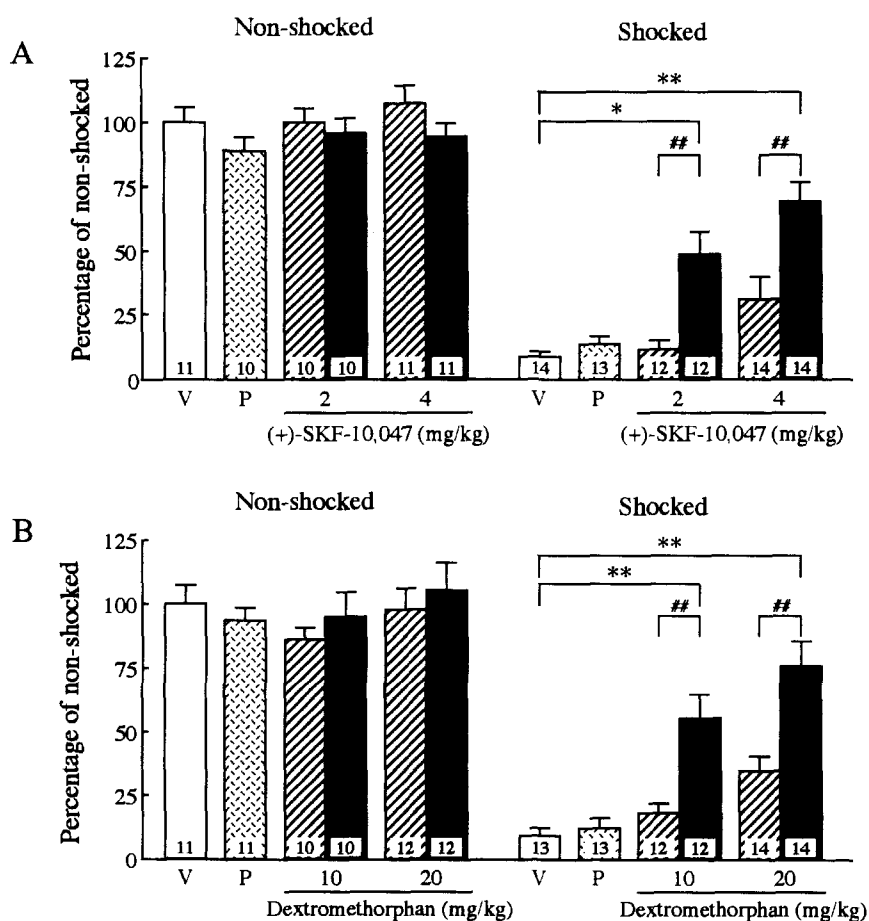 A
Non-shocked
Shocked
Percentage of non-shocked
125
100
75
50
25
0
**
*
##
##
11
10
10
10
11
11
14
13
12
12
14
14
V
P
2
4
V
P
2
4
(+)-SKF-10,047 (mg/kg)
(+)-SKF-10,047 (mg/kg)
B
Non-shocked
Shocked
Percentage of non-shocked
125
100
75
50
25
0
**
**
##
##
11
11
10
10
12
12
13
13
12
12
14
14
V
P
10
20
V
P
10
20
Dextromethorphan (mg/kg)
Dextromethorphan (mg/kg)